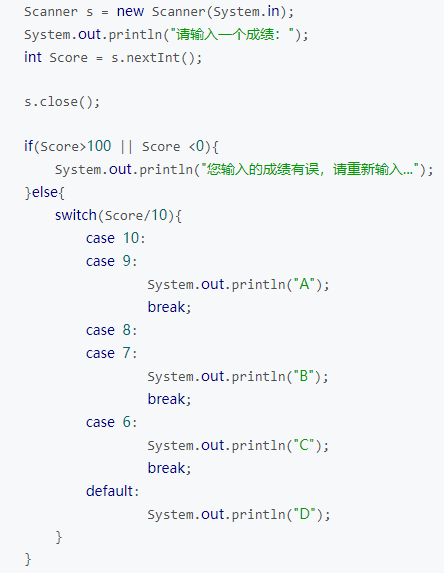 Scanner s = new Scanner(System.in);
System.out.println("请输入一个成绩：");
int Score = s.nextInt();

s.close();

if(Score>100 || Score <0){
    System.out.println("您输入的成绩有误，请重新输入...");
}else{
    switch(Score/10){
        case 10:
        case 9:
                System.out.println("A");
                break;
        case 8:
        case 7:
                System.out.println("B");
                break;
        case 6:
                System.out.println("C");
                break;
        default:
                System.out.println("D");
    }
}